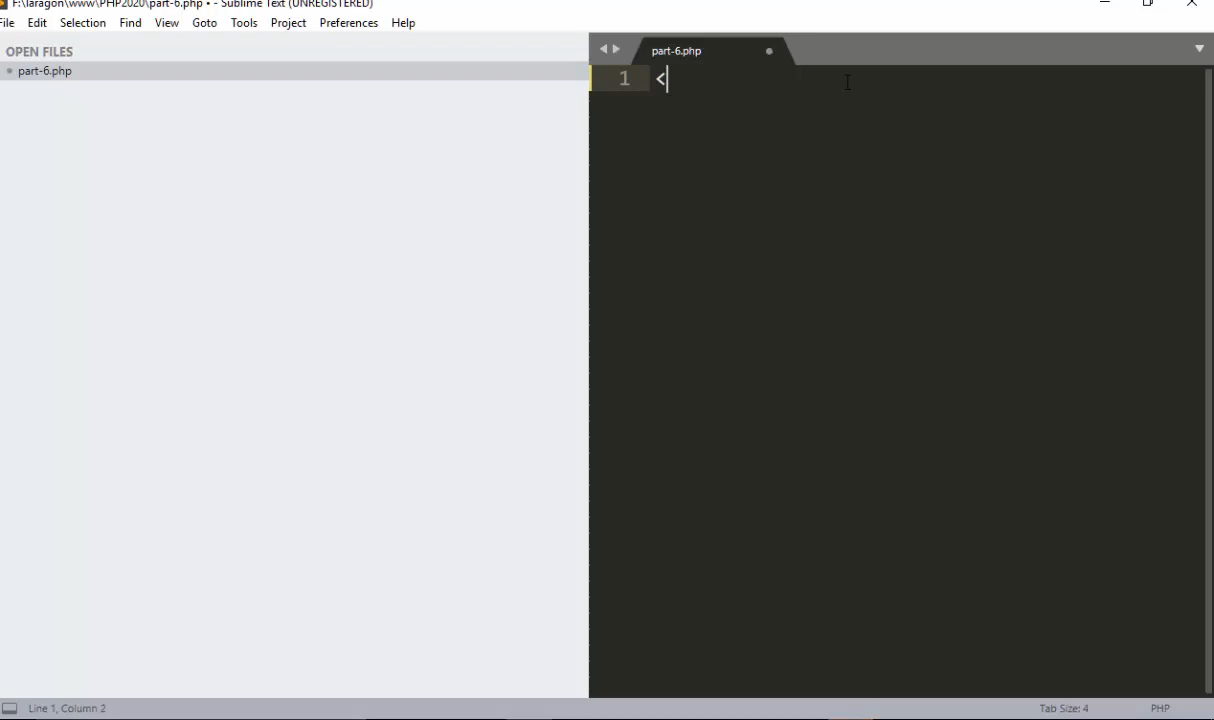 F:\laragon\www\PHP2020\part-6.php • - Sublime Text (UNREGISTERED)
File Edit Selection Find View Goto Tools Project Preferences Help
OPEN FILES
part-6.php
part-6.php
1 <
Line 1, Column 2
Tab Size: 4
PHP